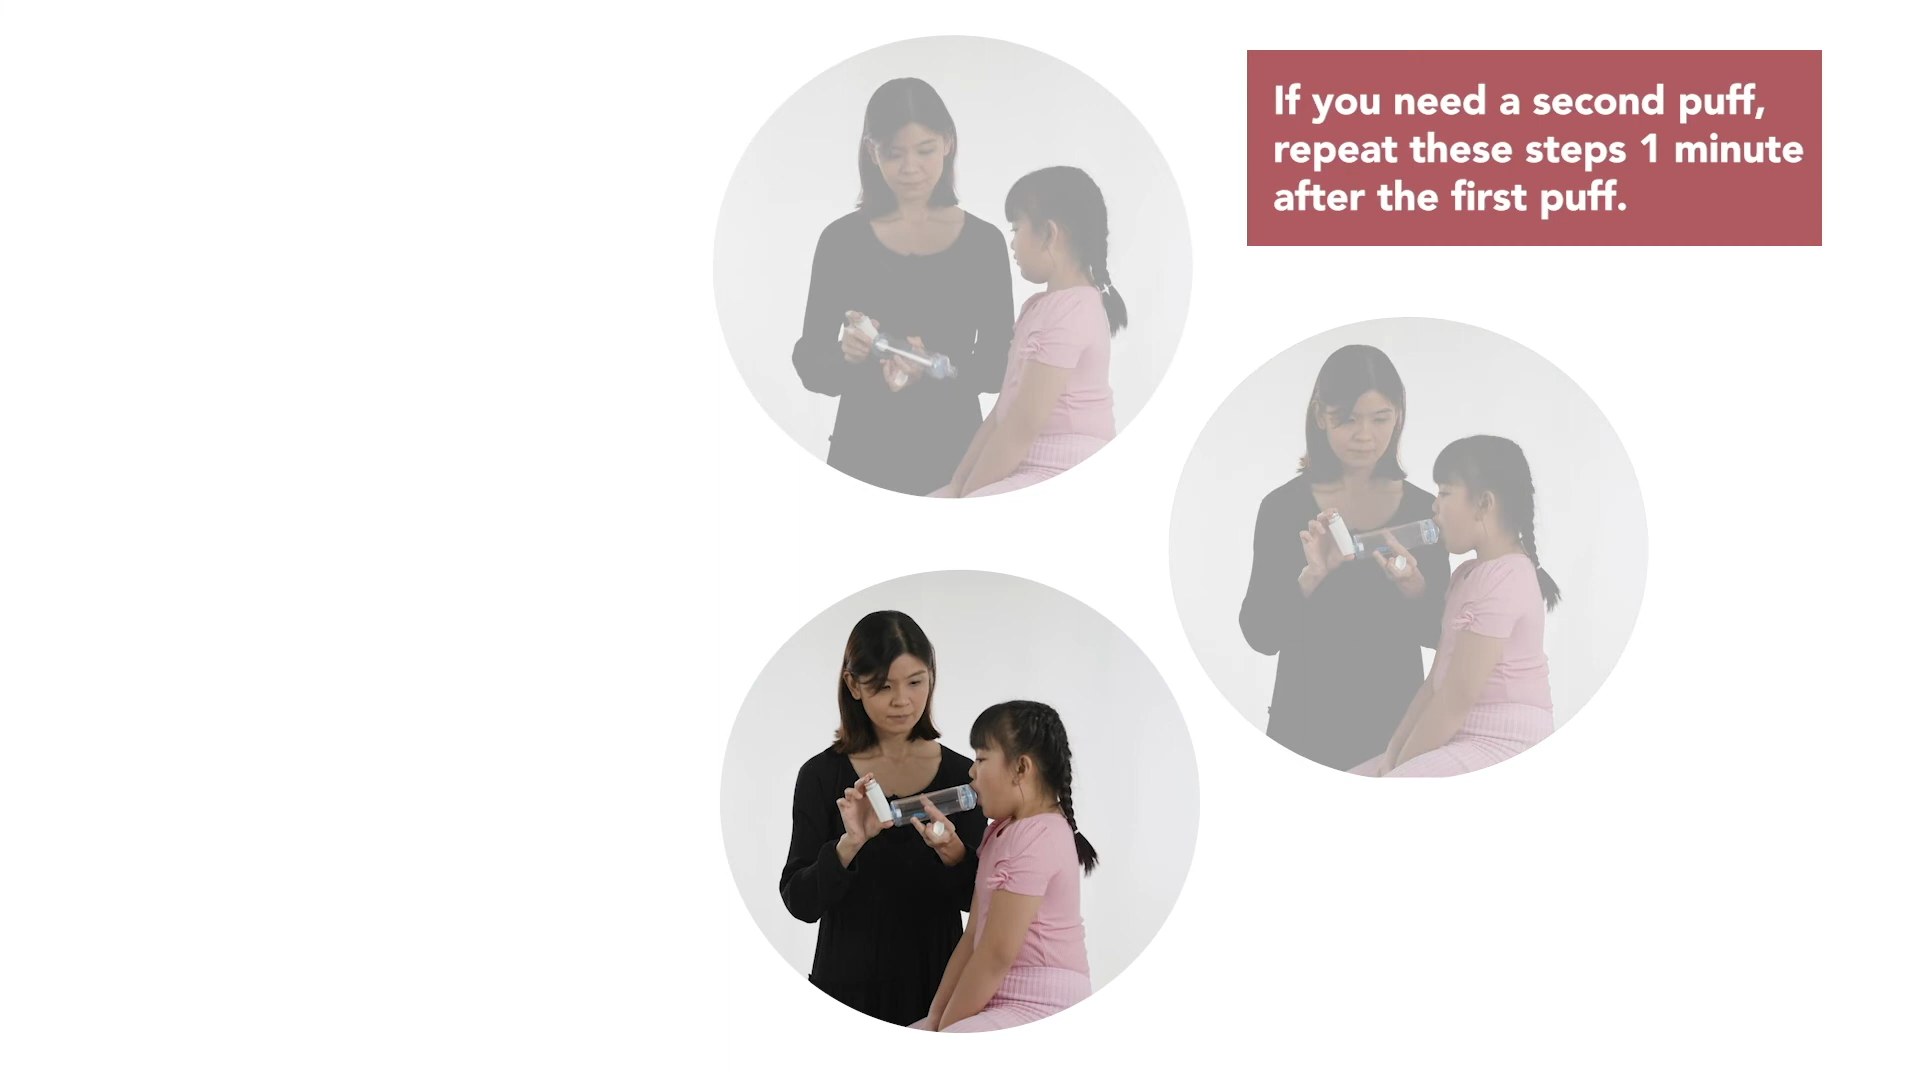 If you need a second puff,
repeat these steps 1 minute
after the first puff.